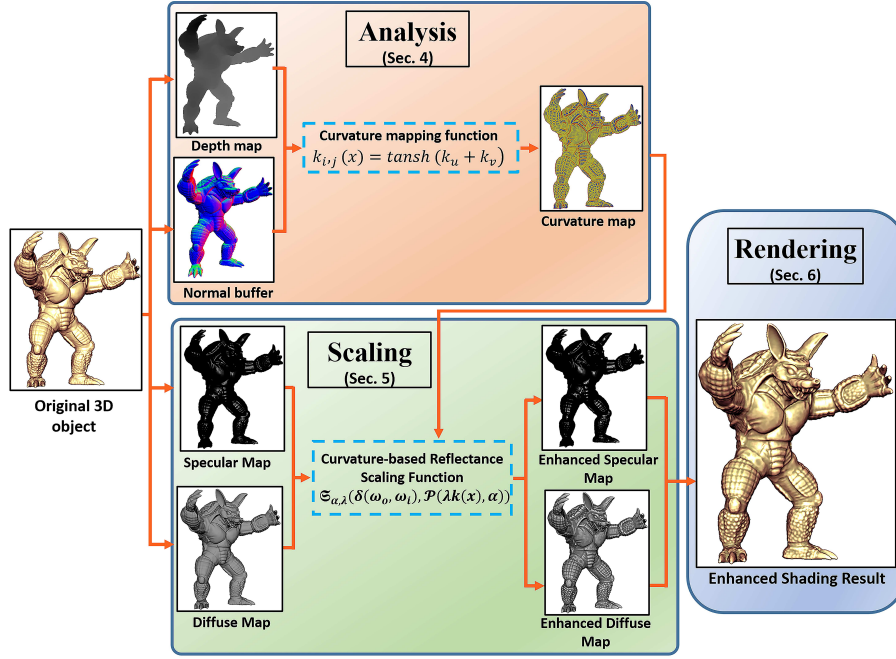 Analysis
(Sec. 4)
Depth map
Curvature mapping function
k_{i,j} (x) = tansh (k_u + k_v)
Curvature map
Normal buffer
Original 3D
object
Scaling
(Sec. 5)
Specular Map
Curvature-based Reflectance
Scaling Function
𝔖_{α,λ}(δ(ω_o, ω_i), 𝒫(λk(x), α))
Diffuse Map
Enhanced Specular
Map
Enhanced Diffuse
Map
Rendering
(Sec. 6)
Enhanced Shading Result